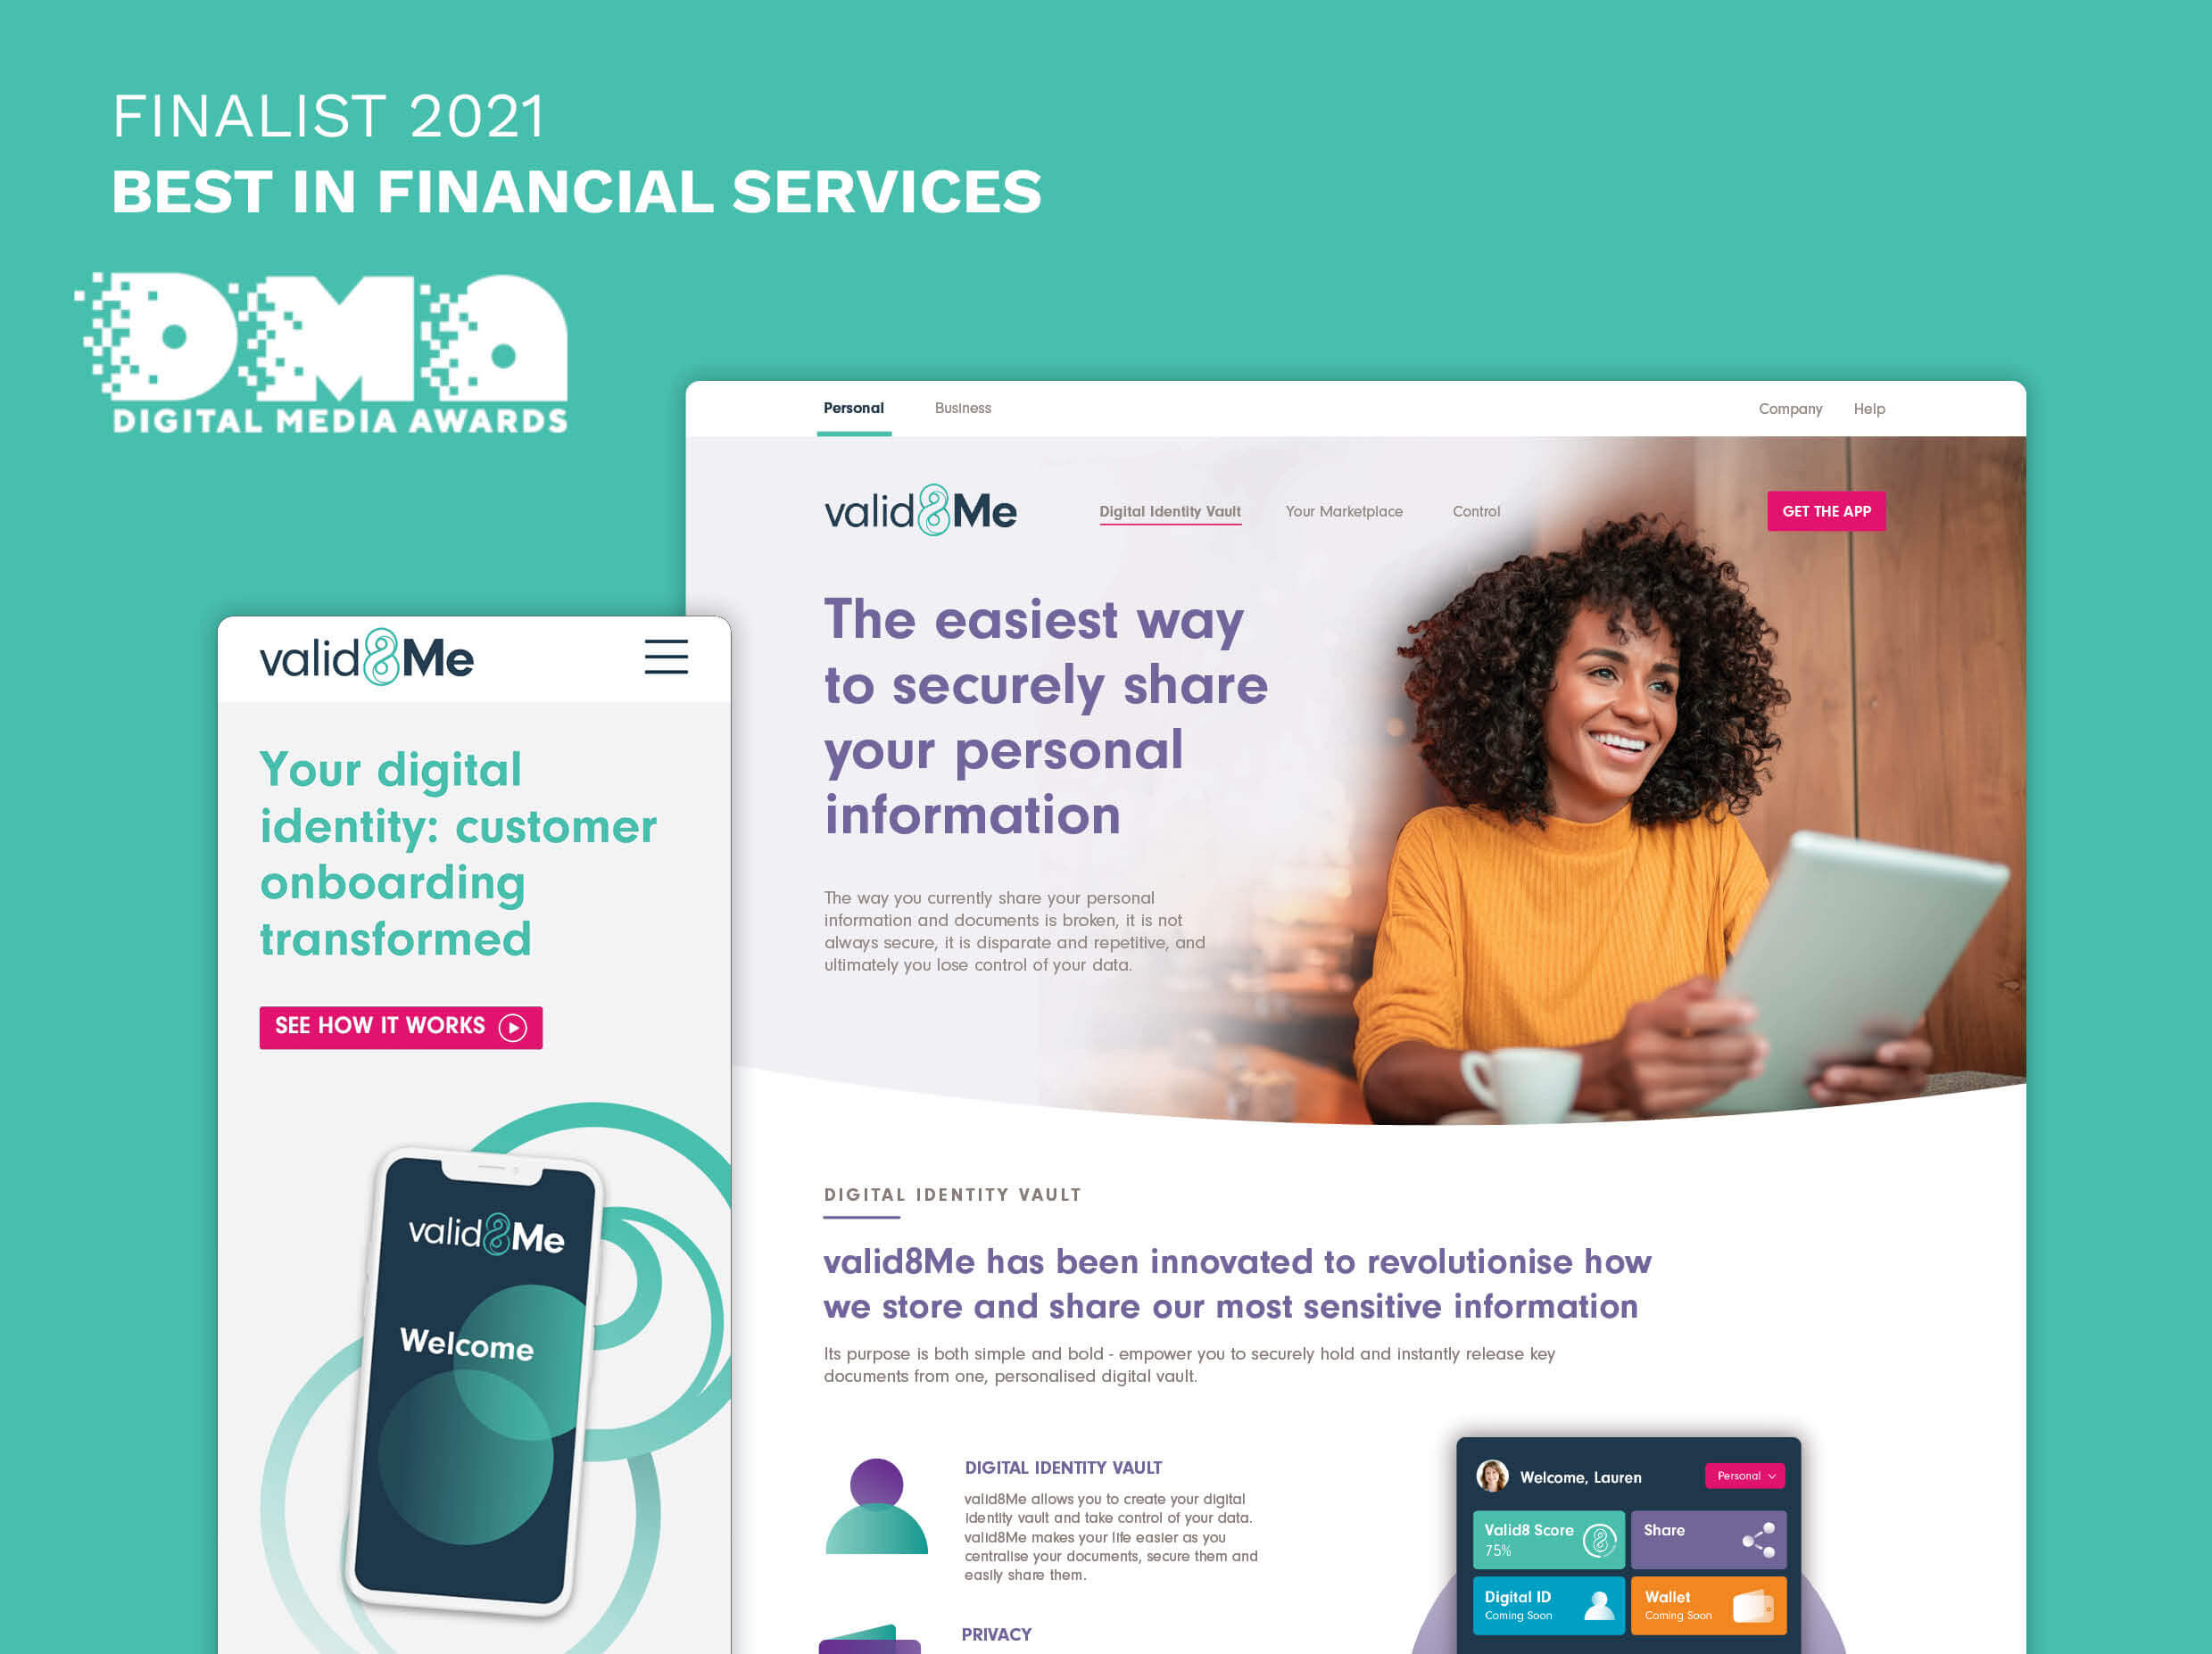 FINALIST 2021
BEST IN FINANCIAL SERVICES
DMA
DIGITAL MEDIA AWARDS
Personal
Business
Company
Help
valid8Me
Digital Identity Vault
Your Marketplace
Control
GET THE APP
The easiest way
to securely share
your personal
information
The way you currently share your personal
information and documents is broken, it is not
always secure, it is disparate and repetitive, and
ultimately you lose control of your data.
valid8Me
Your digital
identity: customer
onboarding
transformed
SEE HOW IT WORKS
valid8Me
Welcome
DIGITAL IDENTITY VAULT
valid8Me has been innovated to revolutionise how
we store and share our most sensitive information
Its purpose is both simple and bold - empower you to securely hold and instantly release key
documents from one, personalised digital vault.
DIGITAL IDENTITY VAULT
valid8Me allows you to create your digital
identity vault and take control of your data.
valid8Me makes your life easier as you
centralise your documents, secure them and
easily share them.
PRIVACY
Welcome, Lauren
Personal
Valid8 Score
75%
Share
Digital ID
Coming Soon
Wallet
Coming Soon